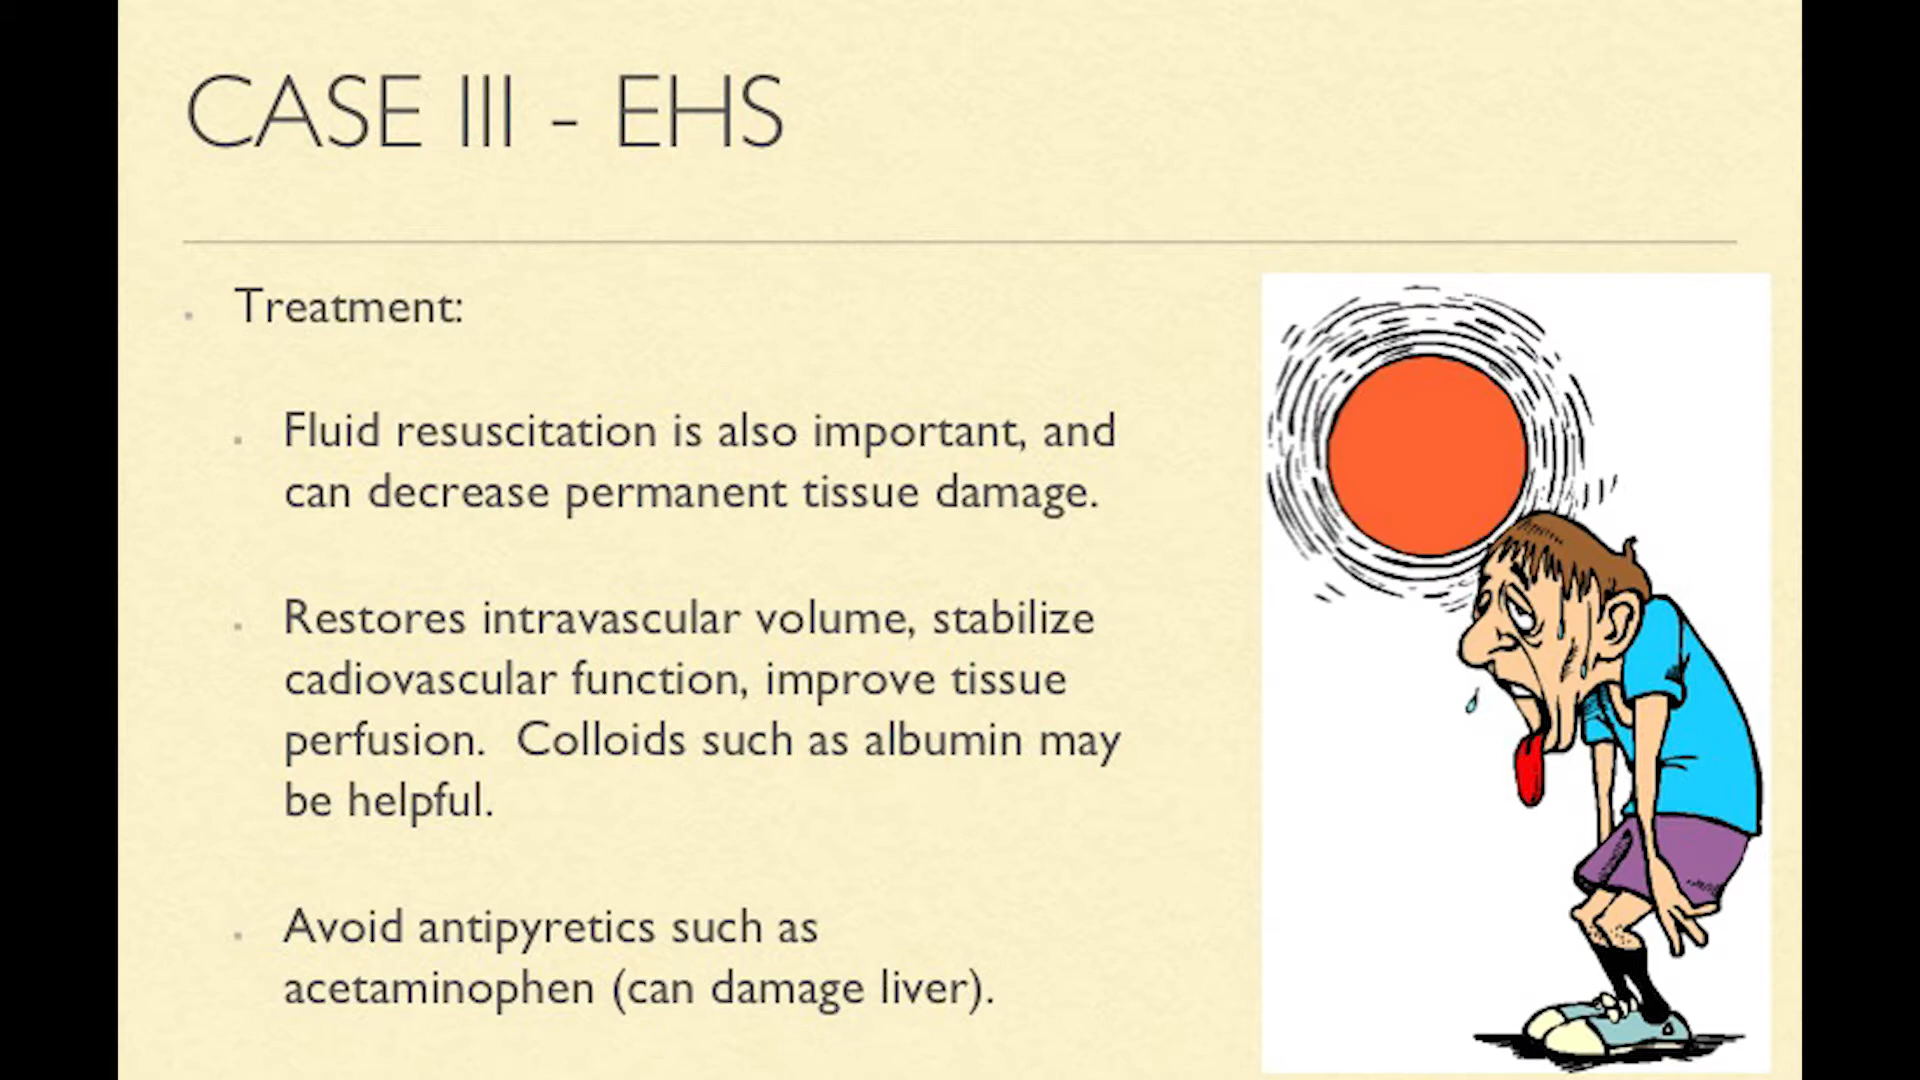 CASE III - EHS
Treatment:
Fluid resuscitation is also important, and
can decrease permanent tissue damage.
Restores intravascular volume, stabilize
cadiovascular function, improve tissue
perfusion. Colloids such as albumin may
be helpful.
Avoid antipyretics such as
acetaminophen (can damage liver).